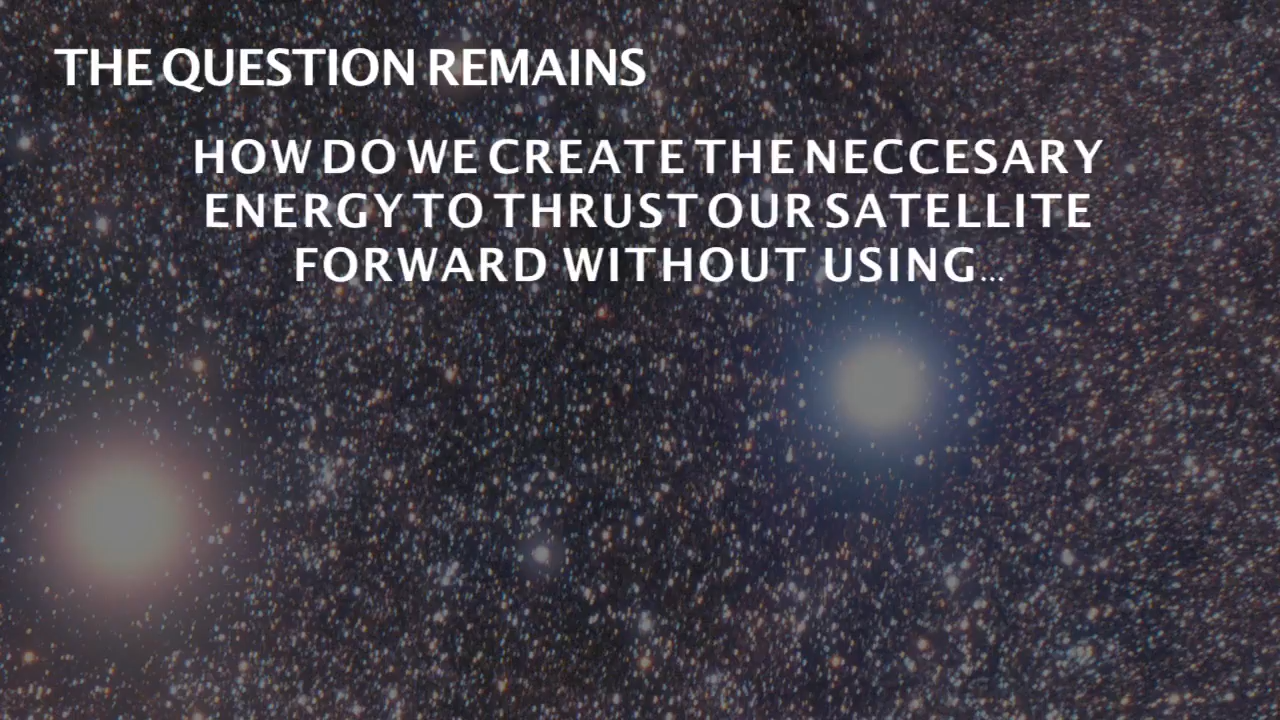 THE QUESTION REMAINS
HOW DO WE CREATE THE NECCESARY
ENERGY TO THRUST OUR SATELLITE
FORWARD WITHOUT USING...